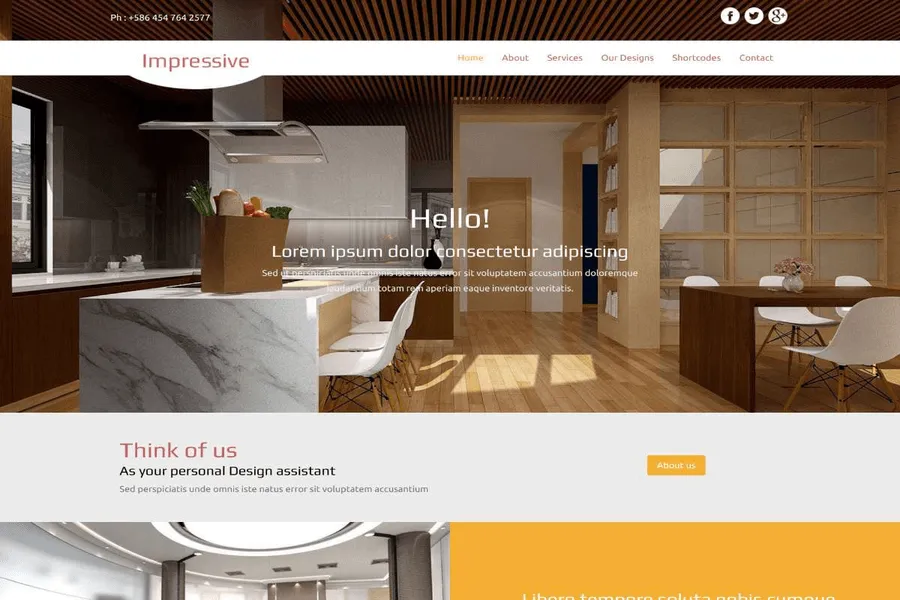 Ph : +586 454 764 2577
Impressive
Home About Services Our Designs Shortcodes Contact
Hello!
Lorem ipsum dolor consectetur adipiscing
Sed ut perspiciatis unde omnis iste natus error sit voluptatem accusantium doloremque
laudantium totam rem aperiam eaque inventore veritatis.
Think of us
As your personal Design assistant
Sed perspiciatis unde omnis iste natus error sit voluptatem accusantium
About us
Libero tempore soluta nobis cumque